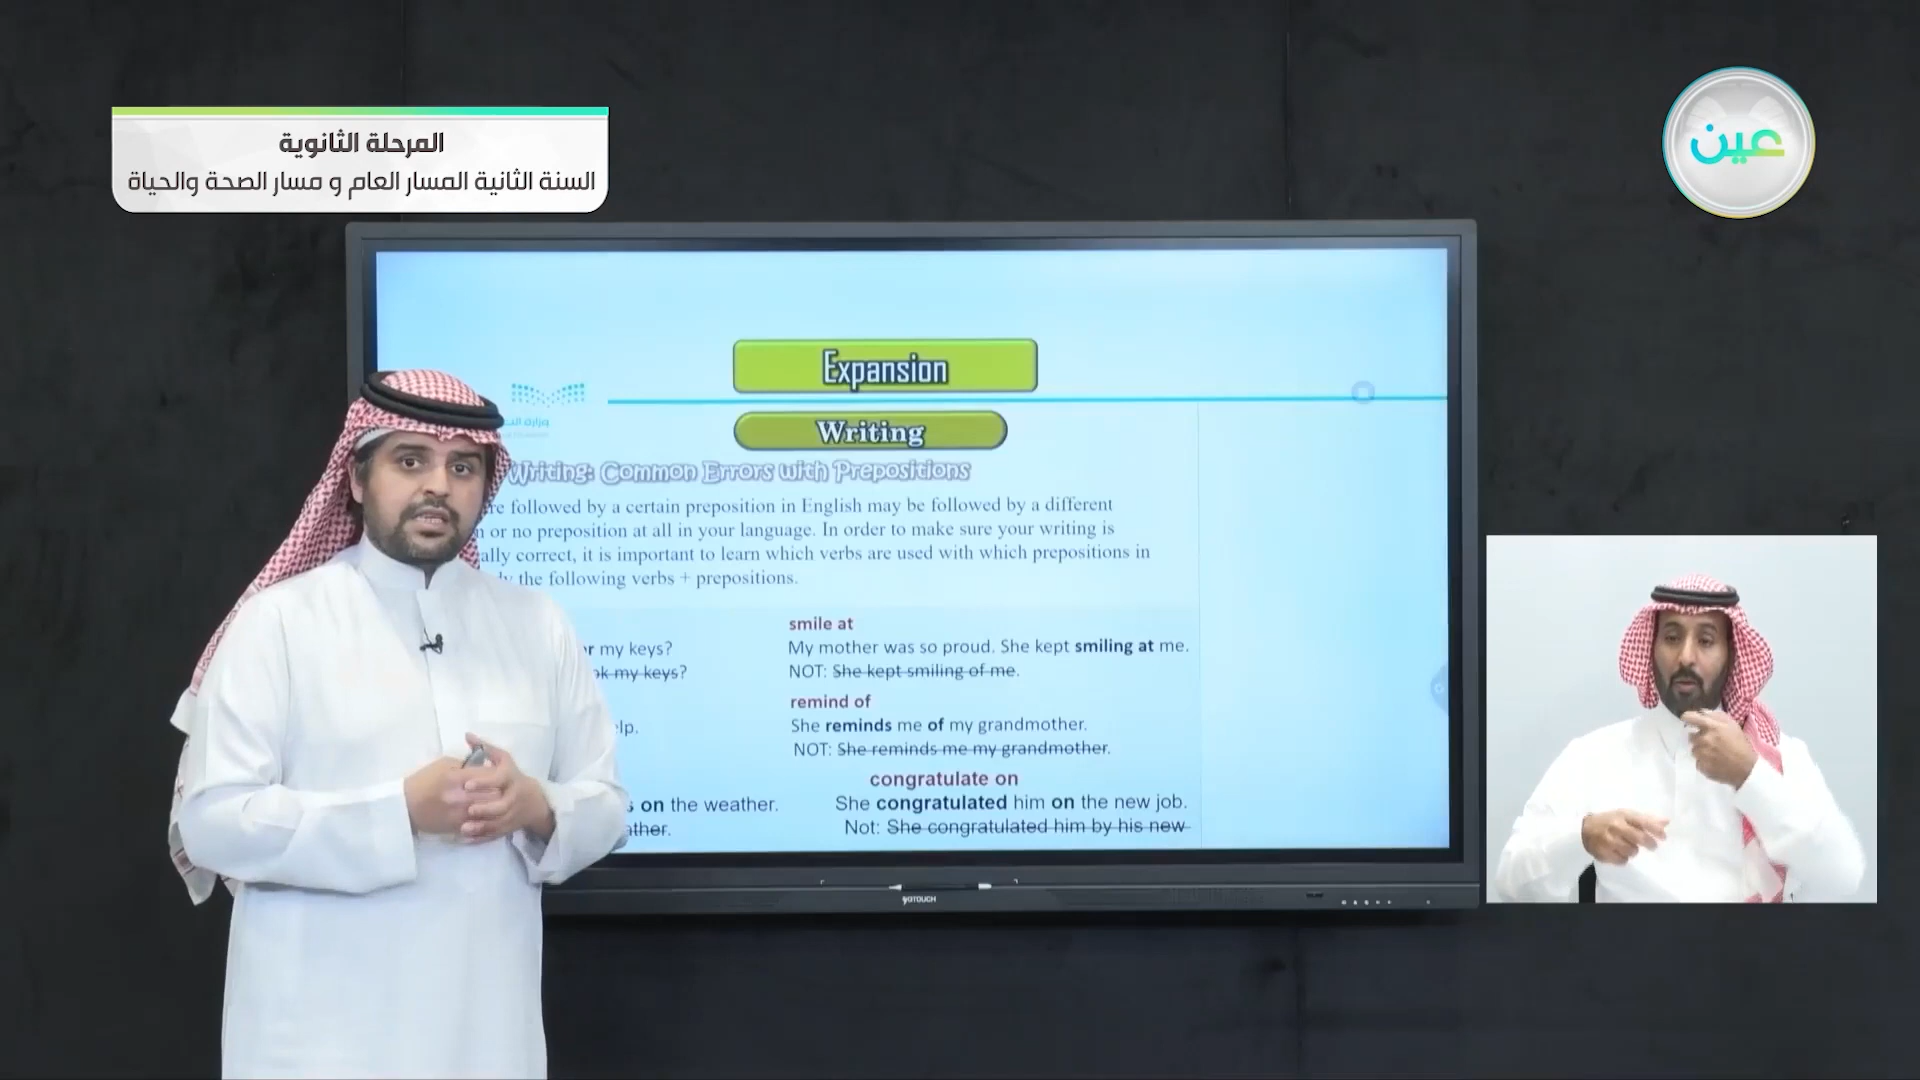 المرحلة الثانوية
السنة الثانية المسار العام و مسار الصحة والحياة
عين
Expansion
Writing
Writing: Common Errors with Prepositions
followed by a certain preposition in English may be followed by a different
or no preposition at all in your language. In order to make sure your writing is
correct, it is important to learn which verbs are used with which prepositions in
the following verbs + prepositions.
my keys?
my keys?
on the weather.
smile at
My mother was so proud. She kept smiling at me.
NOT: She kept smiling of me.
remind of
She reminds me of my grandmother.
NOT: She reminds me my grandmother.
congratulate on
She congratulated him on the new job.
Not: She congratulated him by his new